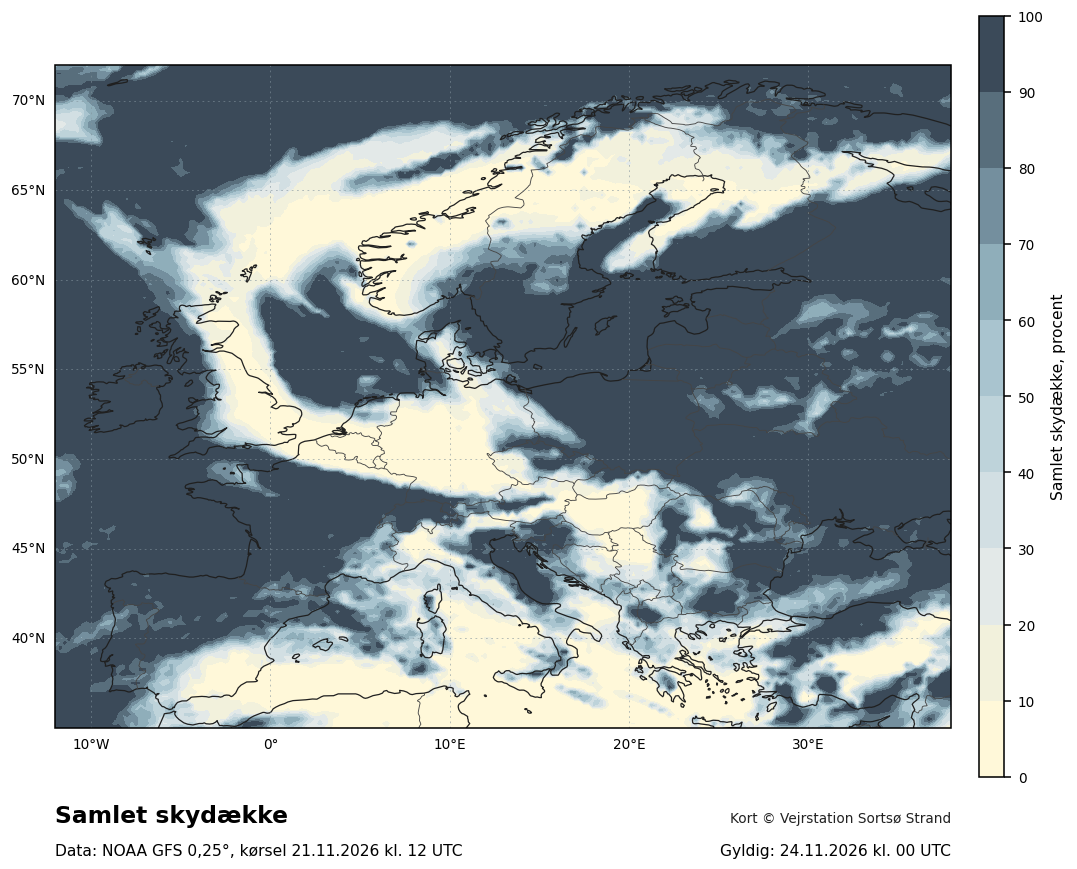 100
90
80
70
60
50
40
30
20
10
0
Samlet skydække, procent
70°N
65°N
60°N
55°N
50°N
45°N
40°N
10°W
0°
10°E
20°E
30°E
Samlet skydække
Kort © Vejrstation Sortsø Strand
Data: NOAA GFS 0,25°, kørsel 21.11.2026 kl. 12 UTC
Gyldig: 24.11.2026 kl. 00 UTC